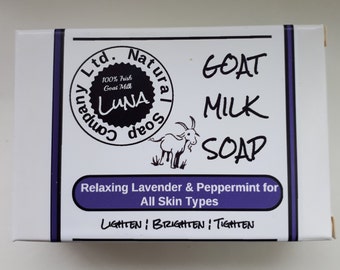 Luna Natural Soap Company Ltd.
100% Irish
Goat Milk
LUNA
GOAT
MILK
SOAP
Relaxing Lavender & Peppermint for
All Skin Types
LIGHTEN ¦ BRIGHTEN ¦ TIGHTEN